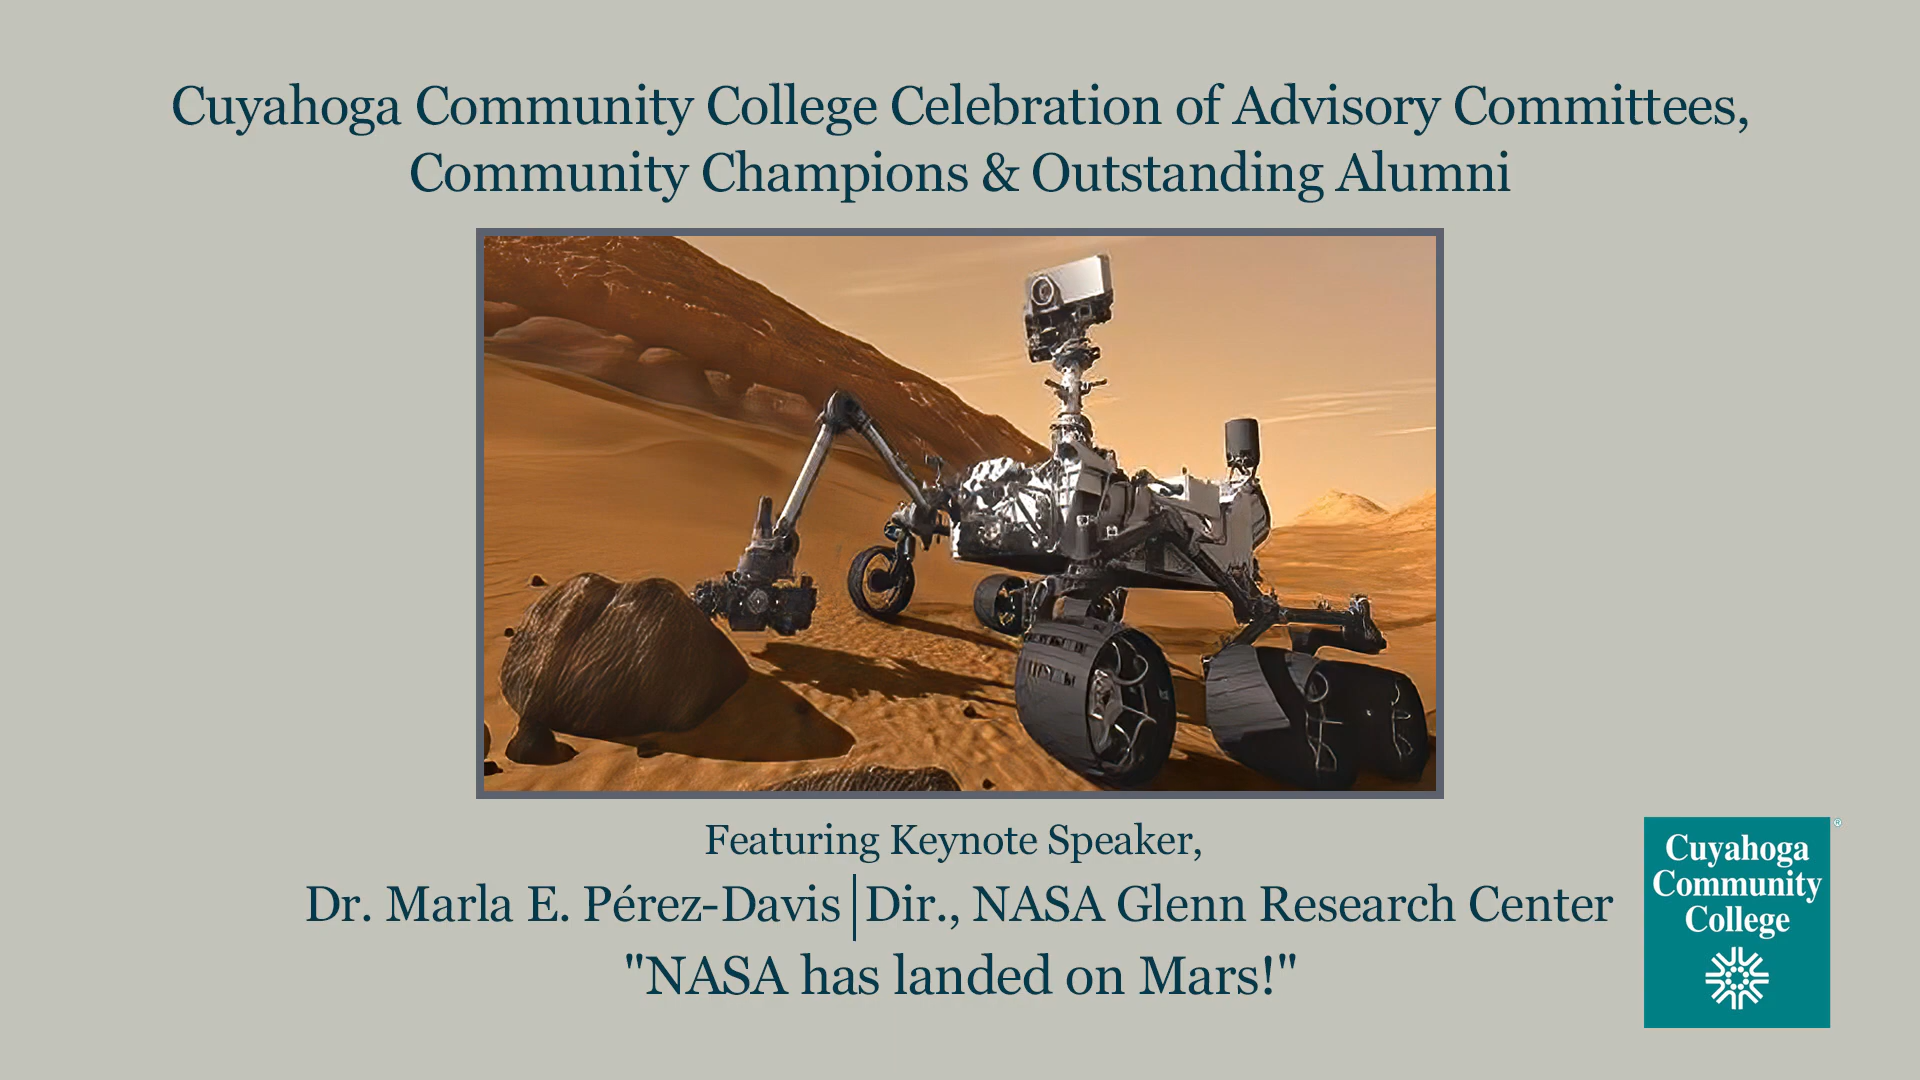 Cuyahoga Community College Celebration of Advisory Committees,
Community Champions & Outstanding Alumni
Featuring Keynote Speaker,
Dr. Marla E. Pérez-Davis|Dir., NASA Glenn Research Center
"NASA has landed on Mars!"
Cuyahoga
Community
College
®